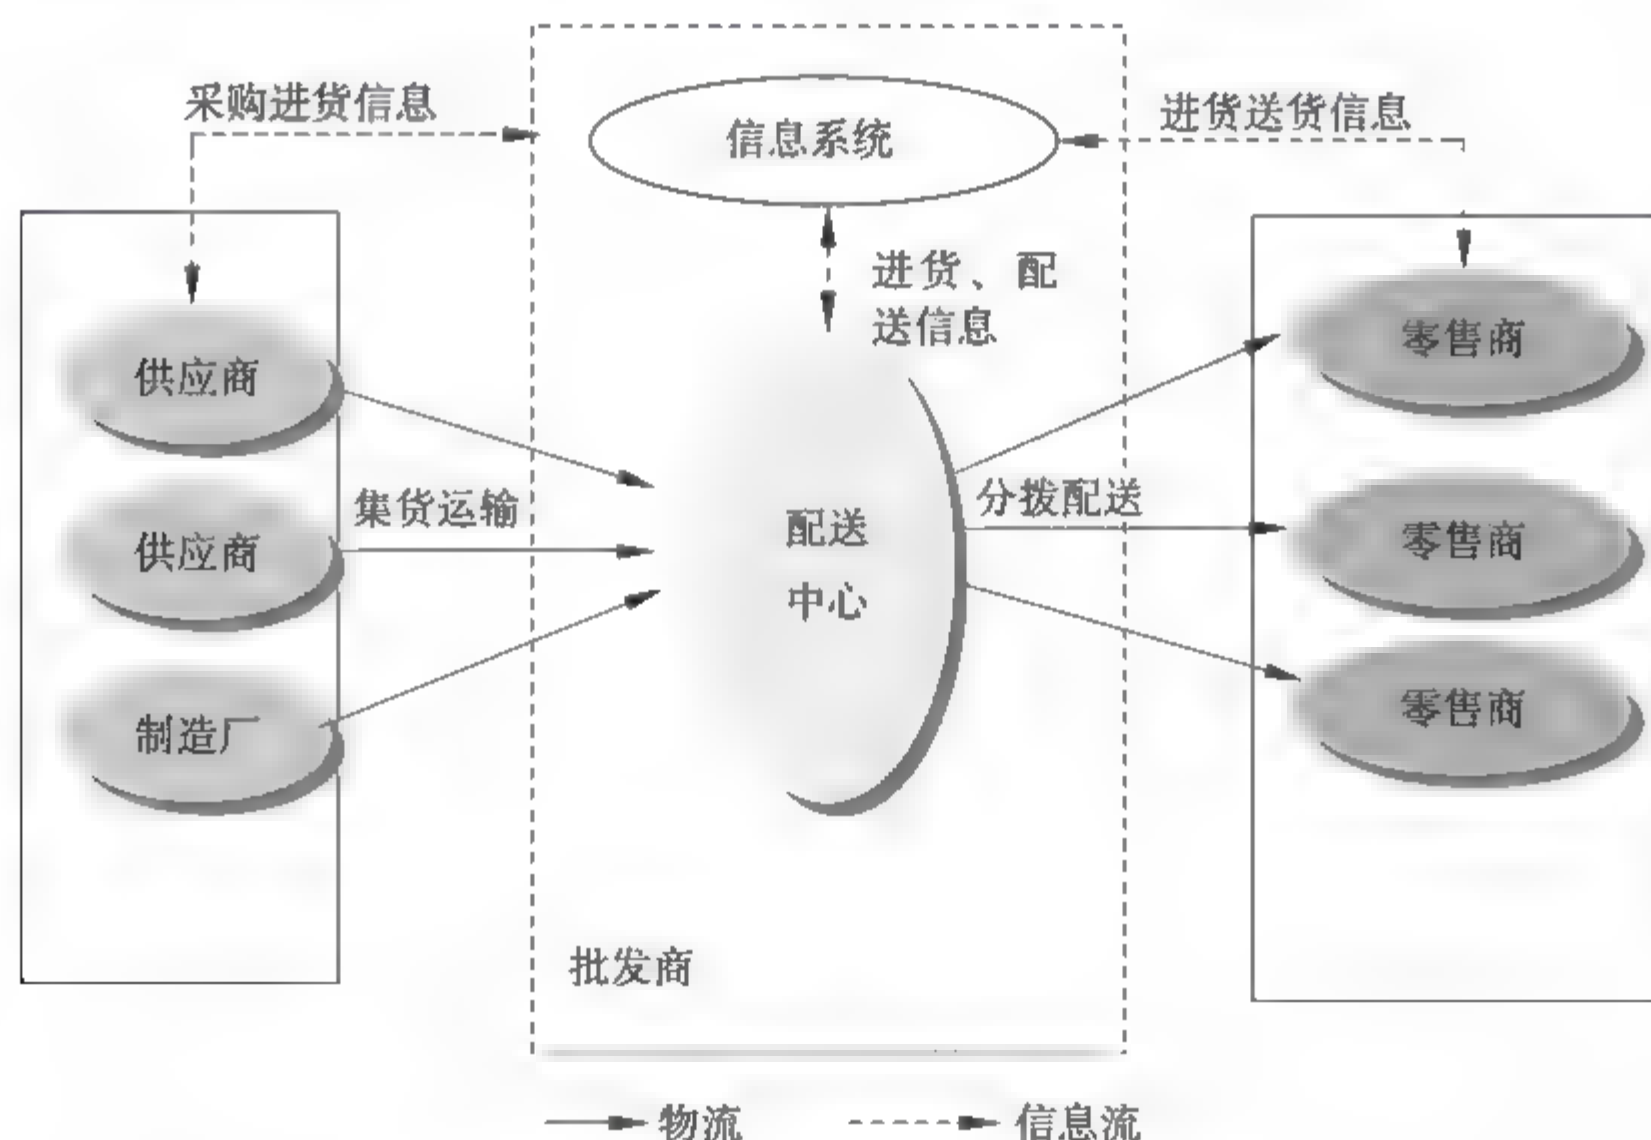 采购进货信息
信息系统
进货送货信息
进货、配
送信息
供应商
零售商
集货运输
分拨配送
供应商
配送
中心
零售商
制造厂
零售商
批发商
物流
信息流